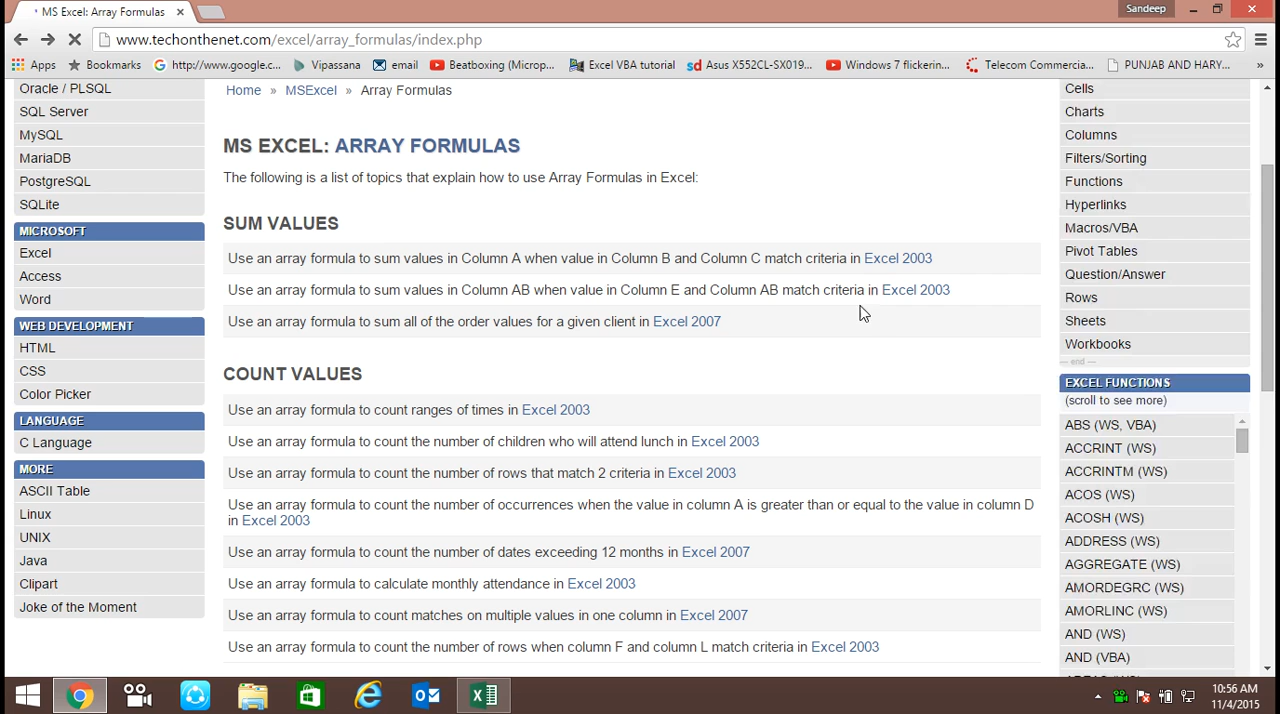 MS Excel: Array Formulas
Sandeep
www.techonthenet.com/excel/array_formulas/index.php
Apps
Bookmarks
http://www.google.c...
Vipassana
email
Beatboxing (Microp...
Excel VBA tutorial
Asus X552CL-SX019...
Windows 7 flickerin...
Telecom Commercia...
PUNJAB AND HARY...
»
Oracle / PLSQL
SQL Server
MySQL
MariaDB
PostgreSQL
SQLite
MICROSOFT
Excel
Access
Word
WEB DEVELOPMENT
HTML
CSS
Color Picker
LANGUAGE
C Language
MORE
ASCII Table
Linux
UNIX
Java
Clipart
Joke of the Moment
Home » MSExcel » Array Formulas
MS EXCEL: ARRAY FORMULAS
The following is a list of topics that explain how to use Array Formulas in Excel:
SUM VALUES
Use an array formula to sum values in Column A when value in Column B and Column C match criteria in Excel 2003
Use an array formula to sum values in Column AB when value in Column E and Column AB match criteria in Excel 2003
Use an array formula to sum all of the order values for a given client in Excel 2007
COUNT VALUES
Use an array formula to count ranges of times in Excel 2003
Use an array formula to count the number of children who will attend lunch in Excel 2003
Use an array formula to count the number of rows that match 2 criteria in Excel 2003
Use an array formula to count the number of occurrences when the value in column A is greater than or equal to the value in column D
in Excel 2003
Use an array formula to count the number of dates exceeding 12 months in Excel 2007
Use an array formula to calculate monthly attendance in Excel 2003
Use an array formula to count matches on multiple values in one column in Excel 2007
Use an array formula to count the number of rows when column F and column L match criteria in Excel 2003
Cells
Charts
Columns
Filters/Sorting
Functions
Hyperlinks
Macros/VBA
Pivot Tables
Question/Answer
Rows
Sheets
Workbooks
— end —
EXCEL FUNCTIONS
(scroll to see more)
ABS (WS, VBA)
ACCRINT (WS)
ACCRINTM (WS)
ACOS (WS)
ACOSH (WS)
ADDRESS (WS)
AGGREGATE (WS)
AMORDEGRC (WS)
AMORLINC (WS)
AND (WS)
AND (VBA)
10:56 AM
11/4/2015